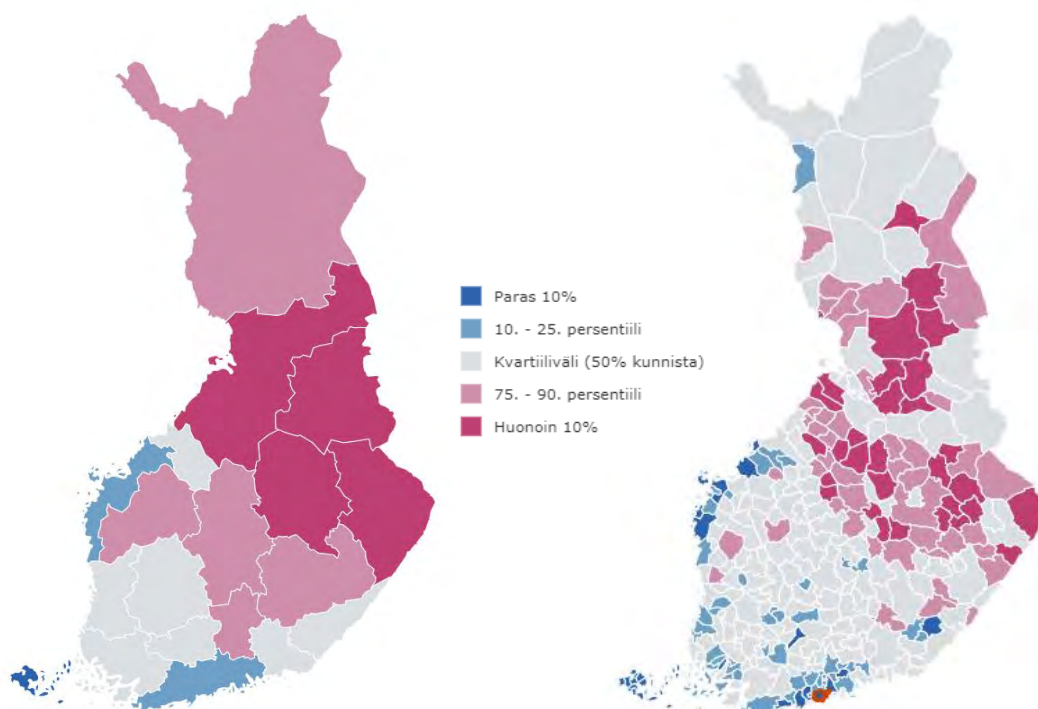 Paras 10%
10. - 25. persentiili
Kvartiiliväli (50% kunnista)
75. - 90. persentiili
Huonoin 10%